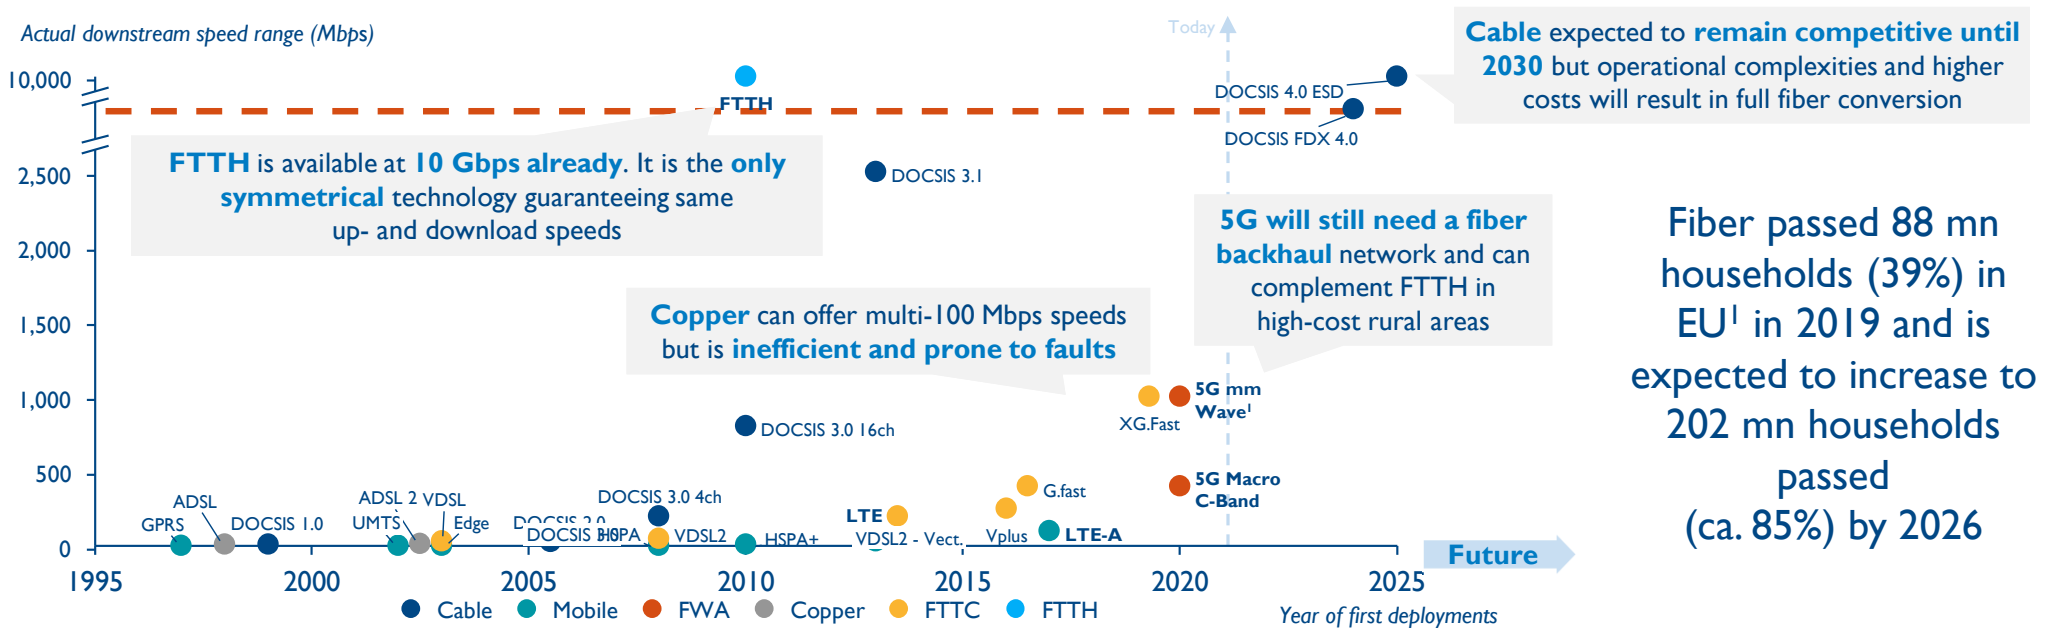 Actual downstream speed range (Mbps)
10,000
2,500
2,000
1,500
1,000
500
0
1995
2000
2005
2010
2015
2020
2025
Year of first deployments
Today
Future
FTTH
FTTH is available at 10 Gbps already. It is the only
symmetrical technology guaranteeing same
up- and download speeds
Copper can offer multi-100 Mbps speeds
but is inefficient and prone to faults
5G will still need a fiber
backhaul network and can
complement FTTH in
high-cost rural areas
Cable expected to remain competitive until
2030 but operational complexities and higher
costs will result in full fiber conversion
DOCSIS 4.0 ESD
DOCSIS FDX 4.0
DOCSIS 3.1
DOCSIS 3.0 16ch
XG.Fast
5G mm
Wave¹
5G Macro
C-Band
G.fast
Vplus
LTE-A
LTE
VDSL2 - Vect.
HSPA+
DOCSIS 3.0 4ch
VDSL2
HSPA
DOCSIS 3.0
DOCSIS 2.0
ADSL 2
VDSL
UMTS
Edge
ADSL
GPRS
DOCSIS 1.0
Cable
Mobile
FWA
Copper
FTTC
FTTH
Fiber passed 88 mn
households (39%) in
EU¹ in 2019 and is
expected to increase to
202 mn households
passed
(ca. 85%) by 2026